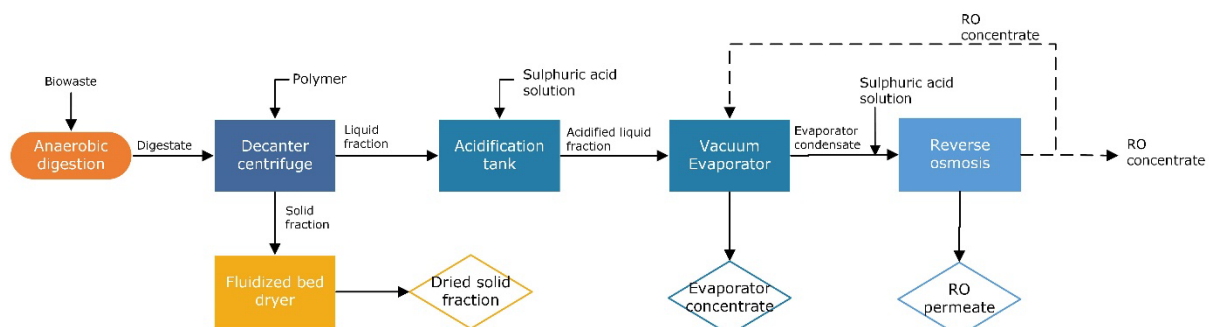 RO
concentrate
Biowaste
Polymer
Sulphuric acid
solution
Sulphuric acid
solution
Anaerobic
digestion
Digestate
Decanter
centrifuge
Liquid
fraction
Acidification
tank
Acidified liquid
fraction
Vacuum
Evaporator
Evaporator
condensate
Reverse
osmosis
RO
concentrate
Solid
fraction
Fluidized bed
dryer
Dried solid
fraction
Evaporator
concentrate
RO
permeate